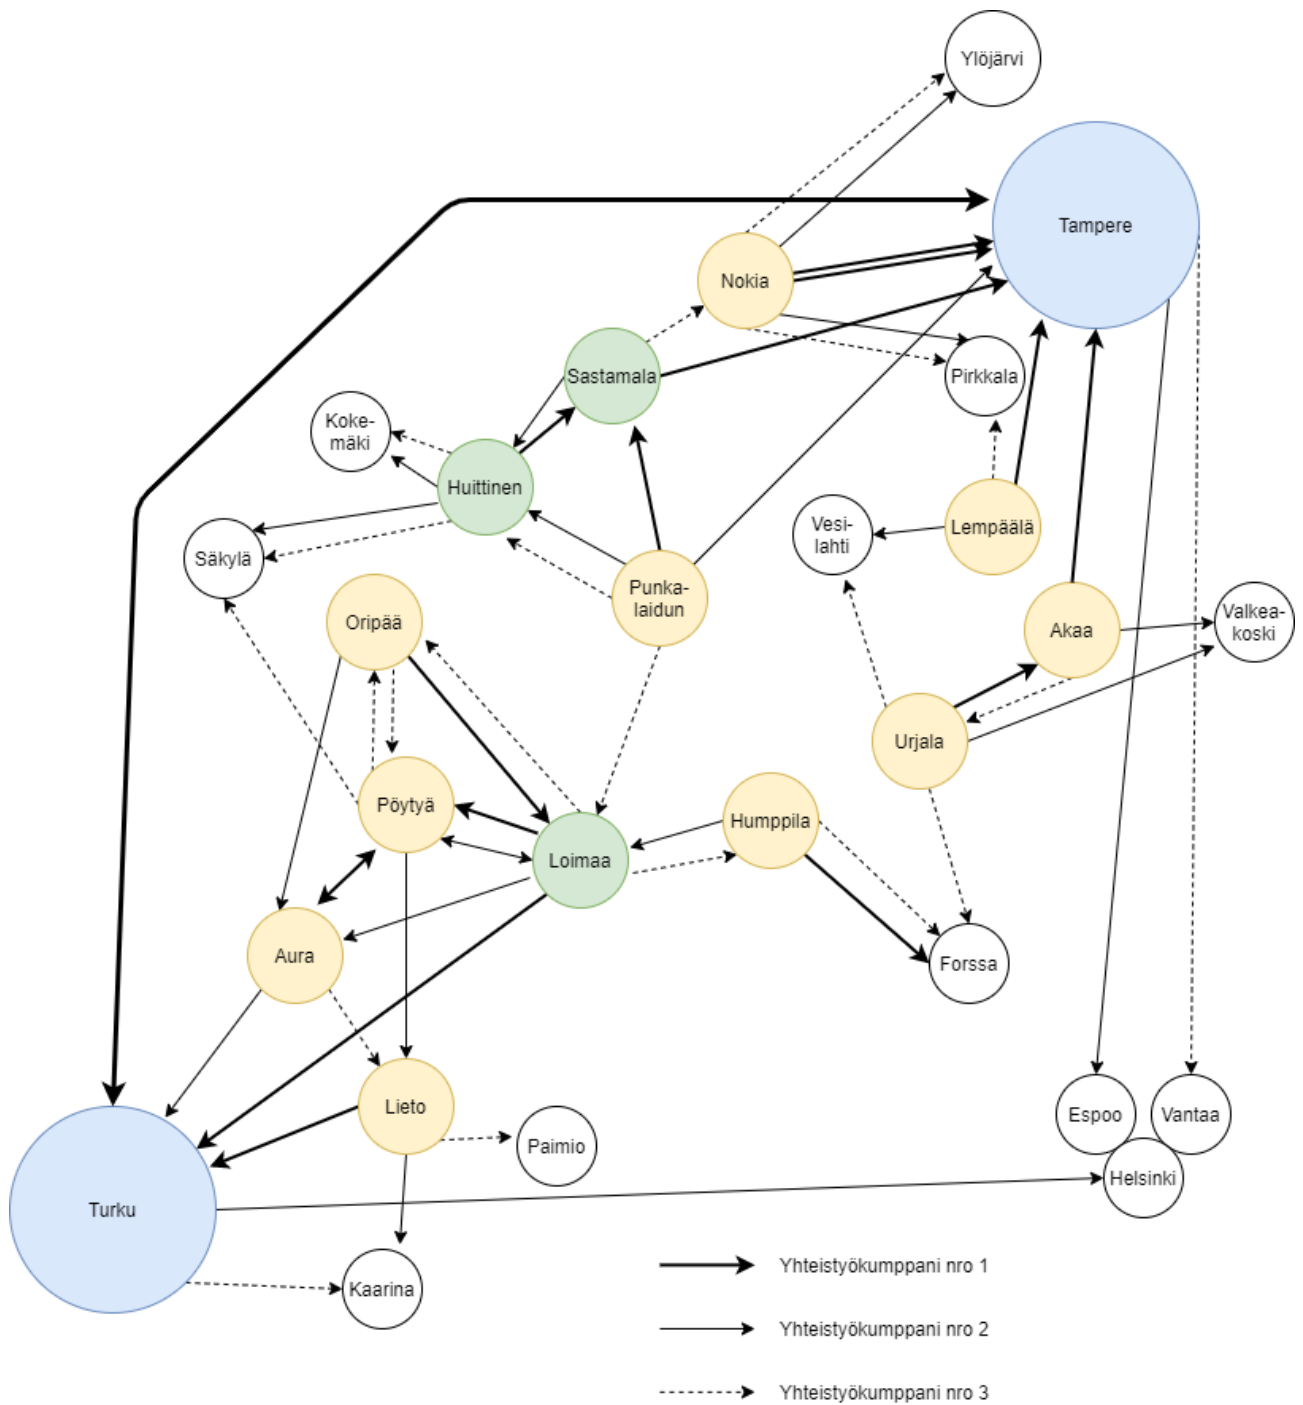 Ylöjärvi
Tampere
Nokia
Sastamala
Pirkkala
Koke-
mäki
Huittinen
Lempäälä
Vesi-
lahti
Säkylä
Punka-
laidun
Oripää
Akaa
Valkea-
koski
Urjala
Pöytyä
Humppila
Loimaa
Aura
Forssa
Lieto
Espoo
Vantaa
Paimio
Helsinki
Turku
Kaarina
Yhteistyökumppani nro 1
Yhteistyökumppani nro 2
Yhteistyökumppani nro 3